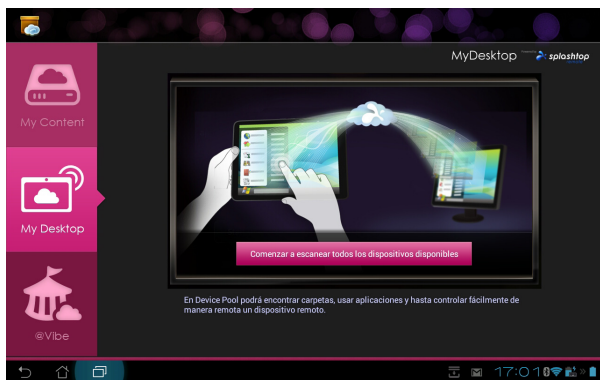 MyDesktop
splashtop
My Content
My Desktop
@Vibe
Comenzar a escanear todos los dispositivos disponibles
En Device Pool podrá encontrar carpetas, usar aplicaciones y hasta controlar fácilmente de
manera remota un dispositivo remoto.
17:01